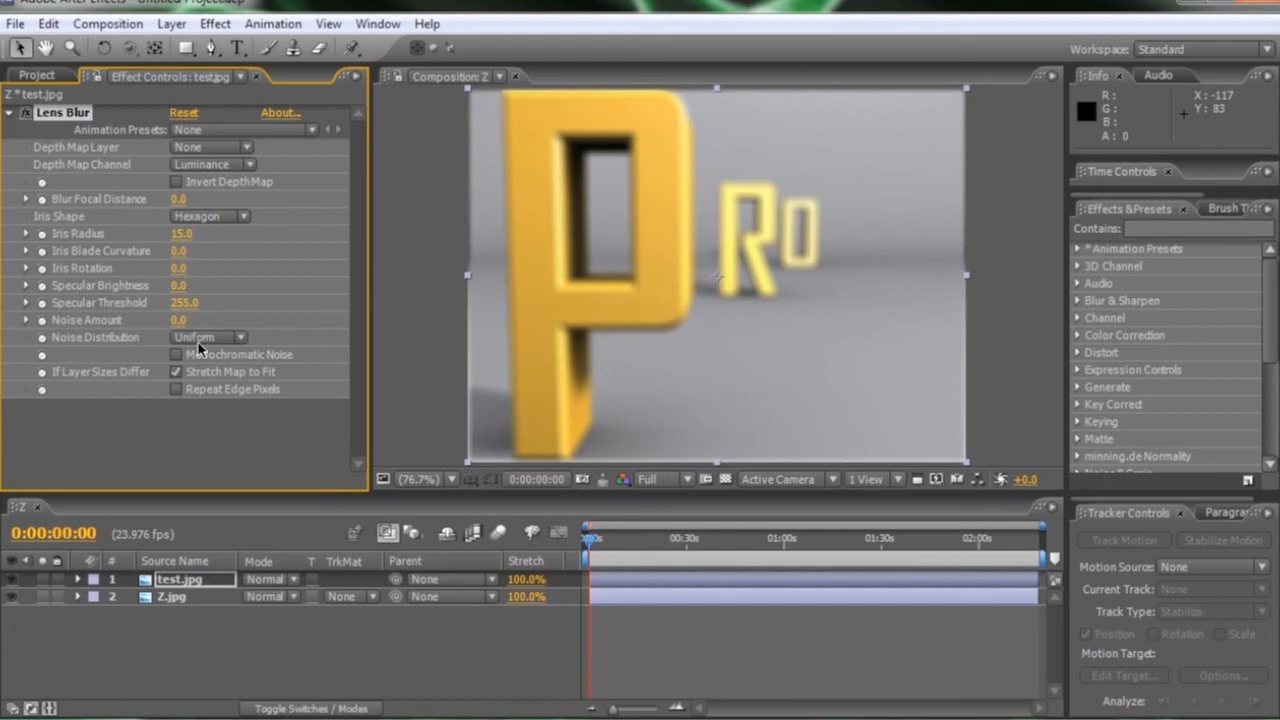 Adobe After Effects - Untitled Project.aep
File Edit Composition Layer Effect Animation View Window Help
Workspace: Standard
Project Effect Controls: test.jpg
Composition: Z
Info Audio
Z * test.jpg
Lens Blur Reset About...
Animation Presets: None
Depth Map Layer None
Depth Map Channel Luminance
Invert Depth Map
Blur Focal Distance 0.0
Iris Shape Hexagon
Iris Radius 15.0
Iris Blade Curvature 0.0
Iris Rotation 0.0
Specular Brightness 0.0
Specular Threshold 255.0
Noise Amount 0.0
Noise Distribution Uniform
Monochromatic Noise
If Layer Sizes Differ Stretch Map to Fit
Repeat Edge Pixels
P R O
(76.7%) 0:00:00:00 Full Active Camera 1 View +0.0
R : X : -117
G : Y : 83
B :
A : 0
Time Controls
Effects & Presets Brush T
Contains:
* Animation Presets
3D Channel
Audio
Blur & Sharpen
Channel
Color Correction
Distort
Expression Controls
Generate
Key Correct
Keying
Matte
minning.de Normality
Z
0:00:00:00 (23.976 fps)
00s 00:30s 01:00s 01:30s 02:00s
# Source Name Mode T TrkMat Parent Stretch
1 test.jpg Normal None 100.0%
2 Z.jpg Normal None None 100.0%
Toggle Switches / Modes
Tracker Controls Paragrap
Track Motion Stabilize Motion
Motion Source: None
Current Track: None
Track Type: Stabilize
Position Rotation Scale
Motion Target:
Edit Target... Options...
Analyze: